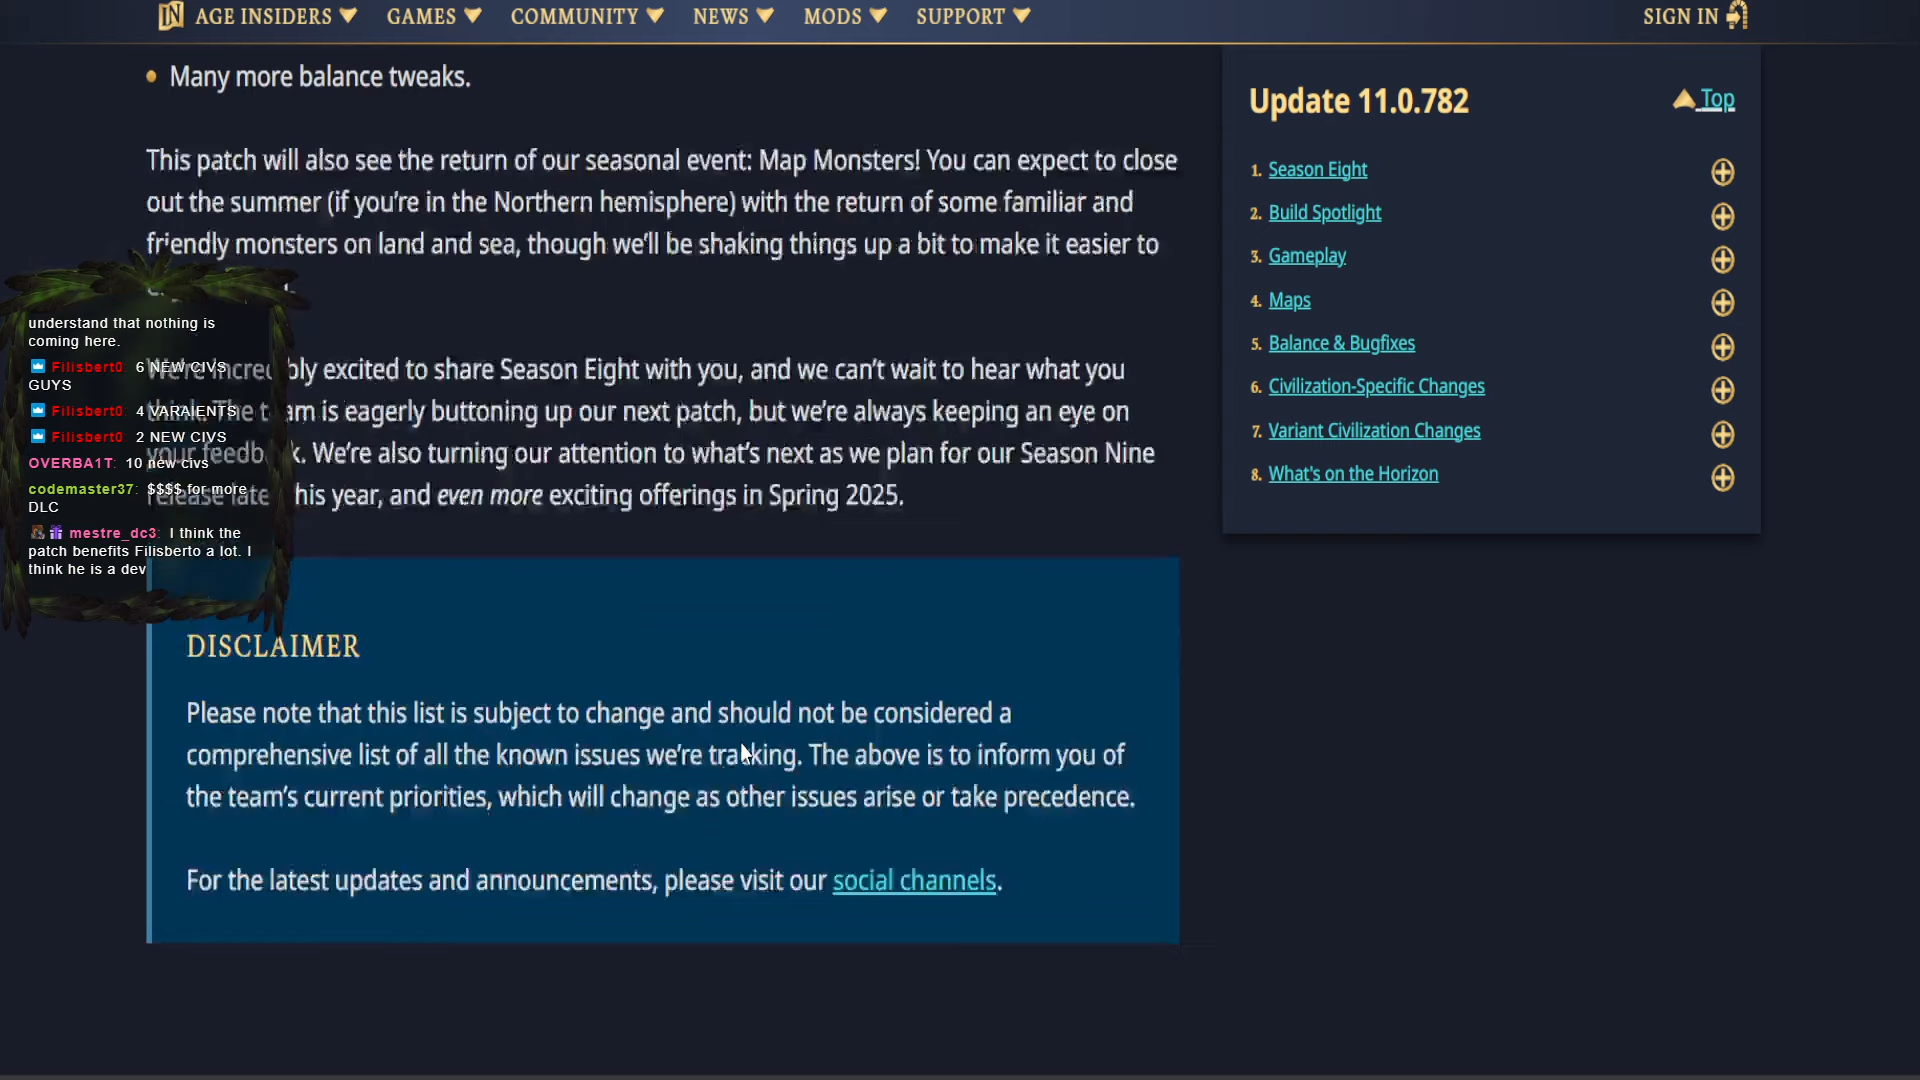 AGE INSIDERS GAMES COMMUNITY NEWS MODS SUPPORT SIGN IN
Many more balance tweaks.
This patch will also see the return of our seasonal event: Map Monsters! You can expect to close
out the summer (if you’re in the Northern hemisphere) with the return of some familiar and
friendly monsters on land and sea, though we’ll be shaking things up a bit to make it easier to
We’re incredibly excited to share Season Eight with you, and we can’t wait to hear what you
think. The team is eagerly buttoning up our next patch, but we’re always keeping an eye on
your feedback. We’re also turning our attention to what’s next as we plan for our Season Nine
release later this year, and even more exciting offerings in Spring 2025.
understand that nothing is
coming here.
Filisbert0 6 NEW CIVS
GUYS
Filisbert0 4 VARAIENTS
Filisbert0 2 NEW CIVS
OVERBA1T: 10 new civs
codemaster37: $$$$ for more
DLC
mestre_dc3: I think the
patch benefits Filisberto a lot. I
think he is a dev
DISCLAIMER
Please note that this list is subject to change and should not be considered a
comprehensive list of all the known issues we’re tracking. The above is to inform you of
the team’s current priorities, which will change as other issues arise or take precedence.
For the latest updates and announcements, please visit our social channels.
Update 11.0.782 Top
1. Season Eight
2. Build Spotlight
3. Gameplay
4. Maps
5. Balance & Bugfixes
6. Civilization-Specific Changes
7. Variant Civilization Changes
8. What's on the Horizon